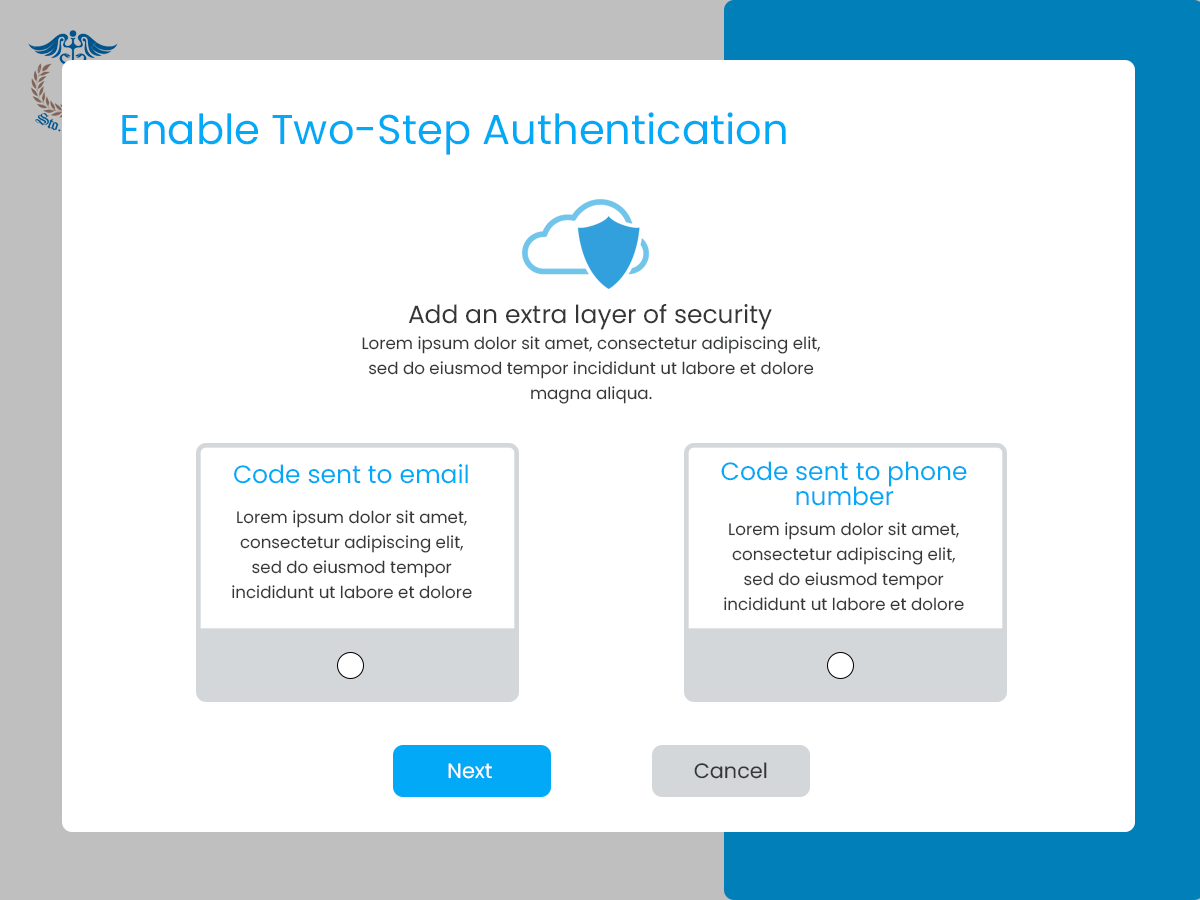 Sto.
Enable Two-Step Authentication
Add an extra layer of security
Lorem ipsum dolor sit amet, consectetur adipiscing elit,
sed do eiusmod tempor incididunt ut labore et dolore
magna aliqua.
Code sent to email
Lorem ipsum dolor sit amet,
consectetur adipiscing elit,
sed do eiusmod tempor
incididunt ut labore et dolore
Code sent to phone
number
Lorem ipsum dolor sit amet,
consectetur adipiscing elit,
sed do eiusmod tempor
incididunt ut labore et dolore
Next
Cancel